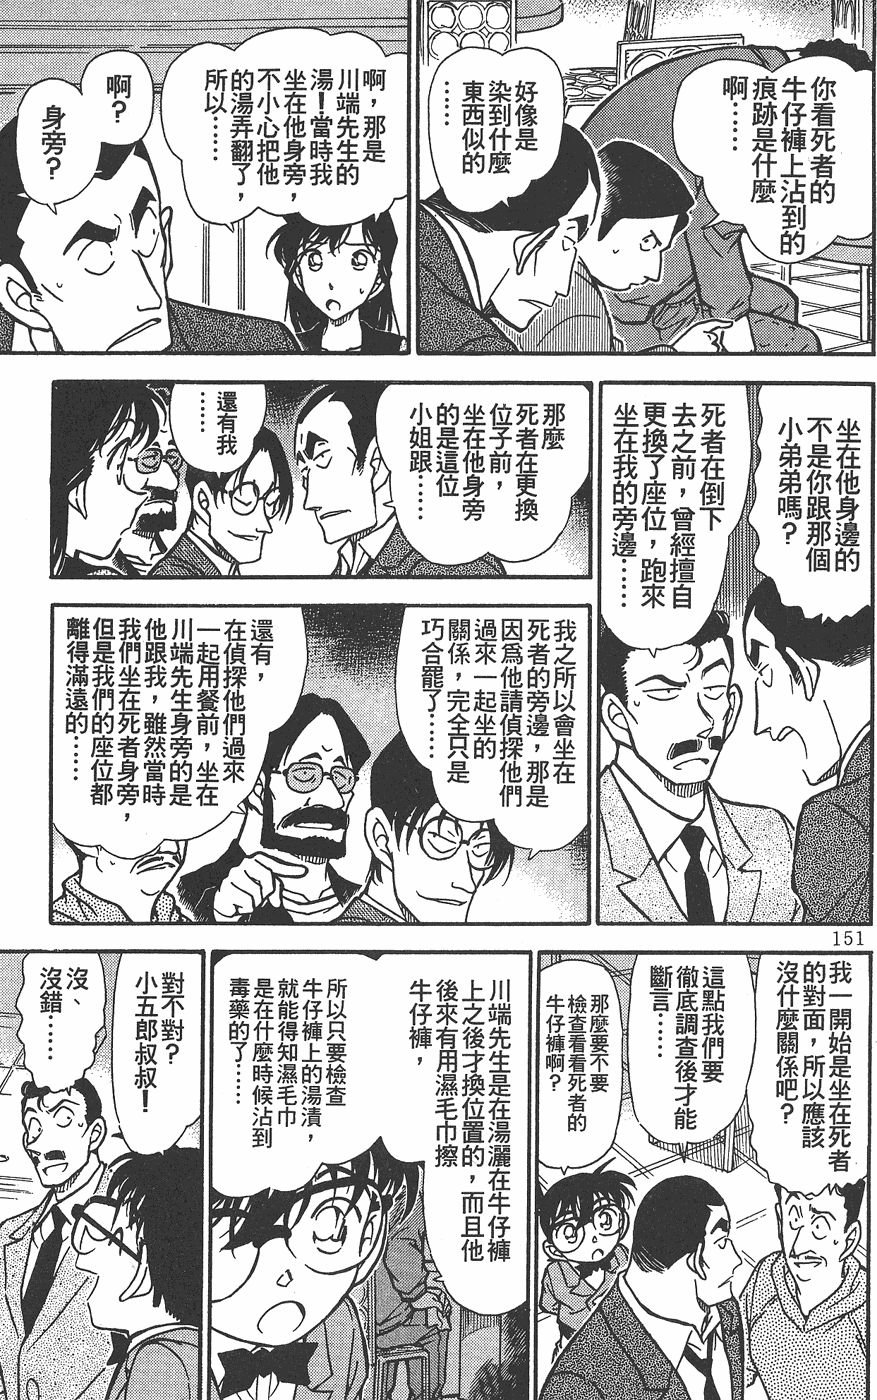 你看死者的
牛仔褲上沾到的
痕跡是什麼
啊……
好像是
染到什麼
東西似的
……
啊，那是
川端先生的
湯！當時我
坐在他身旁，
不小心把他
的湯弄翻了，
所以……
啊？
身旁？
坐在他身邊的
不是你跟那個
小弟弟嗎？
死者在倒下
去之前，曾經擅自
更換了座位，跑來
坐在我的旁邊……
那麼
死者在更換
位子前，
坐在他身旁
的是這位
小姐跟……
還有我
……
我之所以會坐在
死者的旁邊，那是
因為他請偵探他們
過來一起坐的
關係，完全只是
巧合罷了……
還有，
在偵探他們過來
一起用餐前，坐在
川端先生身旁的是
他跟我，雖然當時
我們坐在死者身旁，
但是我們的座位都
離得滿遠的……
151
我一開始是坐在死者
的對面，所以應該
沒什麼關係吧？
這點我們要
徹底調查後才能
斷言……
那麼要不要
檢查看看死者的
牛仔褲啊？
川端先生是在湯灑在牛仔褲
上之後才換位置的，而且他
後來有用濕毛巾擦
牛仔褲，
所以只要檢查
牛仔褲上的湯漬，
就能得知濕毛巾
是在什麼時候沾到
毒藥的了……
對不對？
小五郎叔叔！
沒、
沒錯……